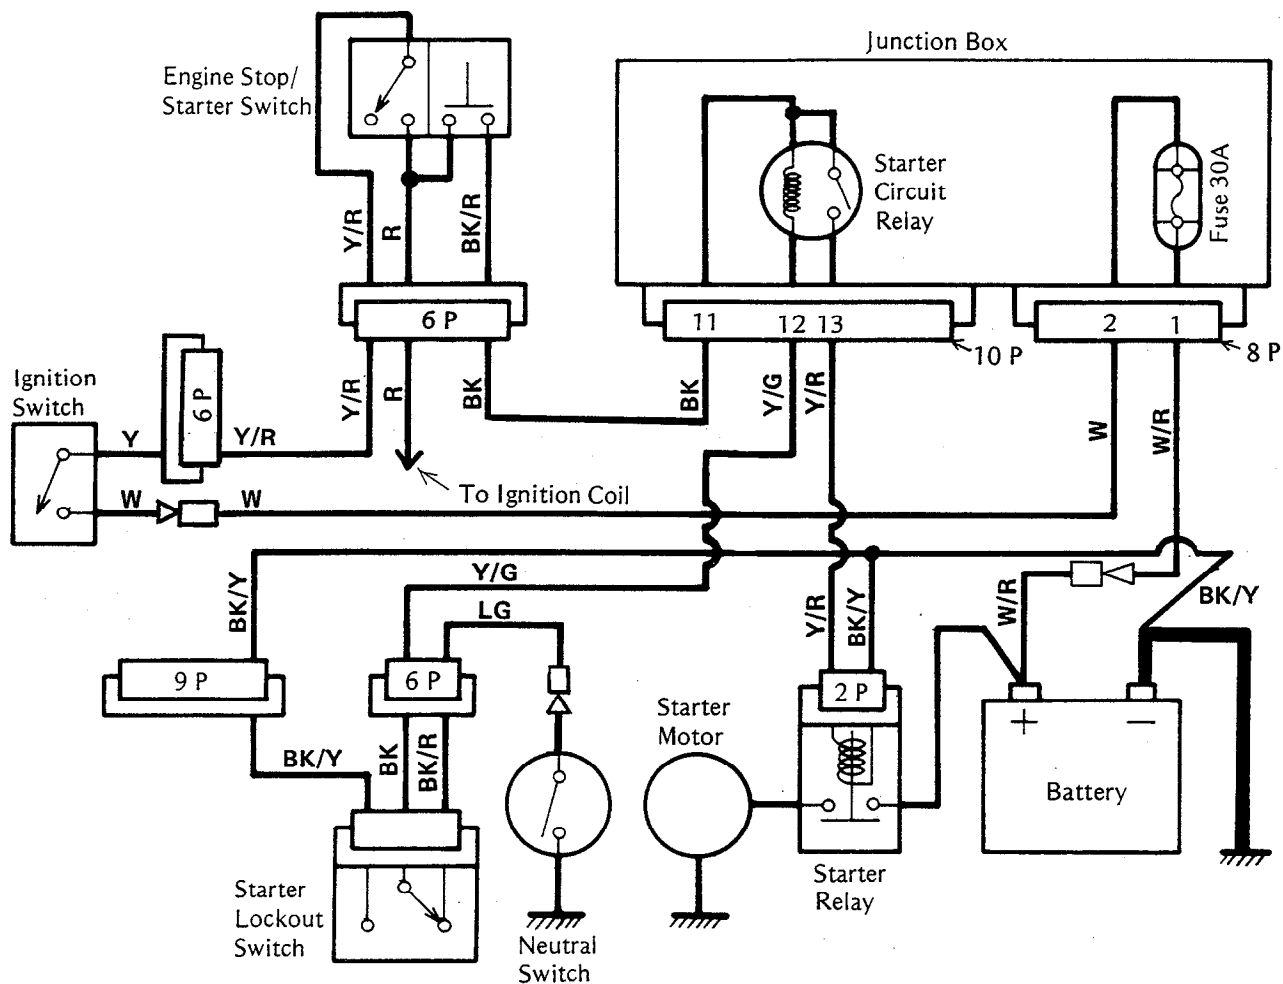 Junction Box
Engine Stop/
Starter Switch
Starter
Circuit
Relay
Fuse 30A
Y/R
R
BK/R
6 P
11
12
13
10 P
2
1
8 P
Ignition
Switch
6 P
Y
Y/R
Y/R
R
BK
BK
Y/G
Y/R
W
W/R
To Ignition Coil
W
W
BK/Y
Y/G
LG
Y/R
BK/Y
W/R
BK/Y
9 P
6 P
2 P
BK/Y
BK
BK/R
Starter
Motor
+
−
Battery
Starter
Relay
Starter
Lockout
Switch
Neutral
Switch